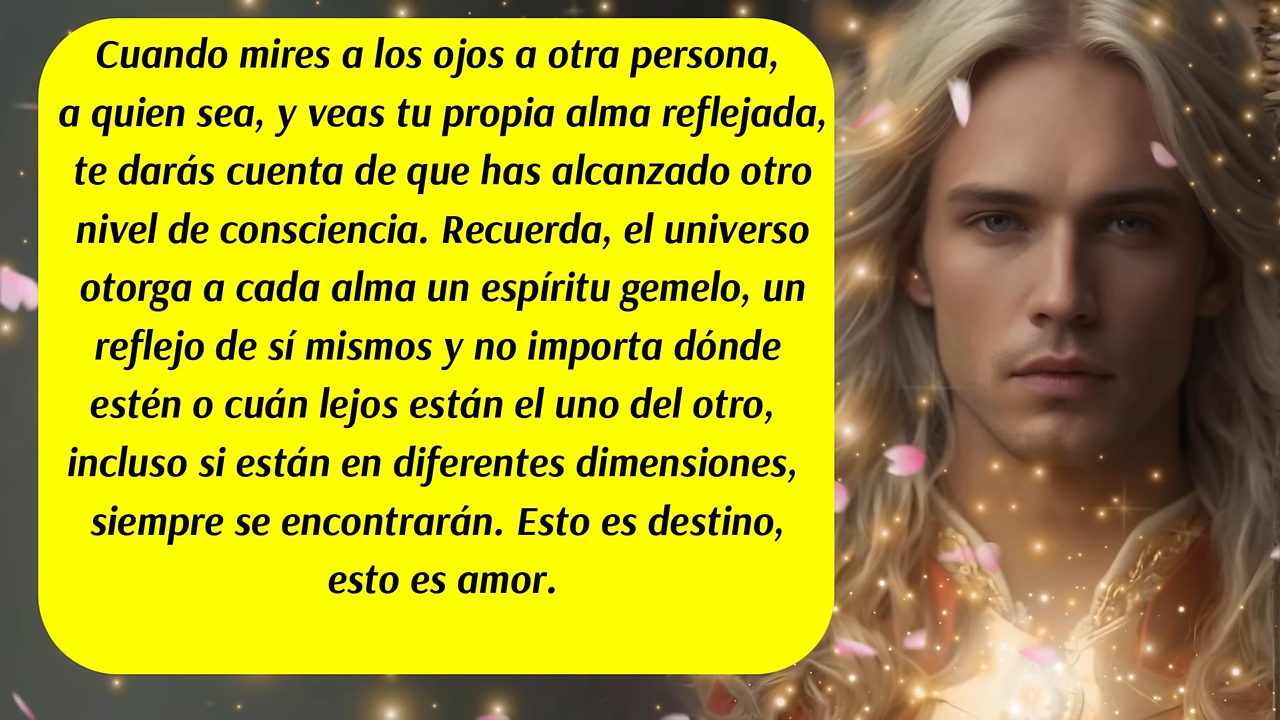 Cuando mires a los ojos a otra persona,
a quien sea, y veas tu propia alma reflejada,
te darás cuenta de que has alcanzado otro
nivel de consciencia. Recuerda, el universo
otorga a cada alma un espíritu gemelo, un
reflejo de sí mismos y no importa dónde
estén o cuán lejos están el uno del otro,
incluso si están en diferentes dimensiones,
siempre se encontrarán. Esto es destino,
esto es amor.